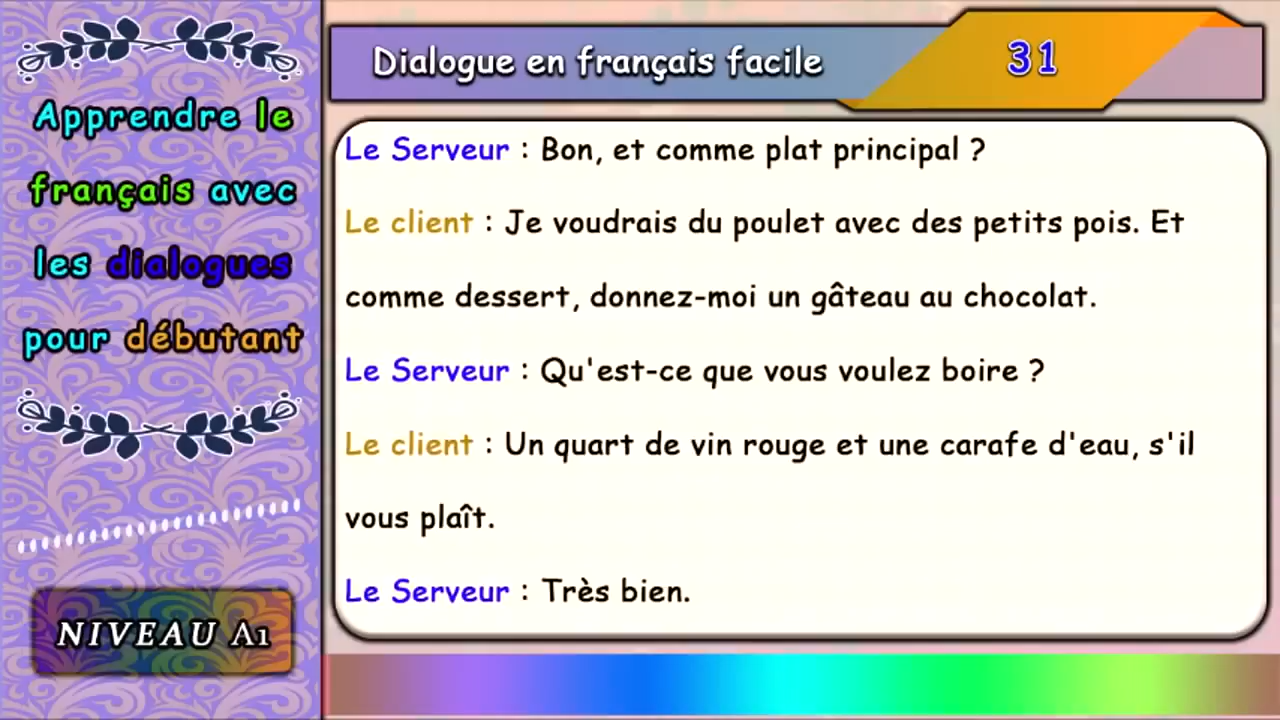 Apprendre le
français avec
les dialogues
pour débutant
NIVEAU A1
Dialogue en français facile
31
Le Serveur : Bon, et comme plat principal ?
Le client : Je voudrais du poulet avec des petits pois. Et
comme dessert, donnez-moi un gâteau au chocolat.
Le Serveur : Qu'est-ce que vous voulez boire ?
Le client : Un quart de vin rouge et une carafe d'eau, s'il
vous plaît.
Le Serveur : Très bien.